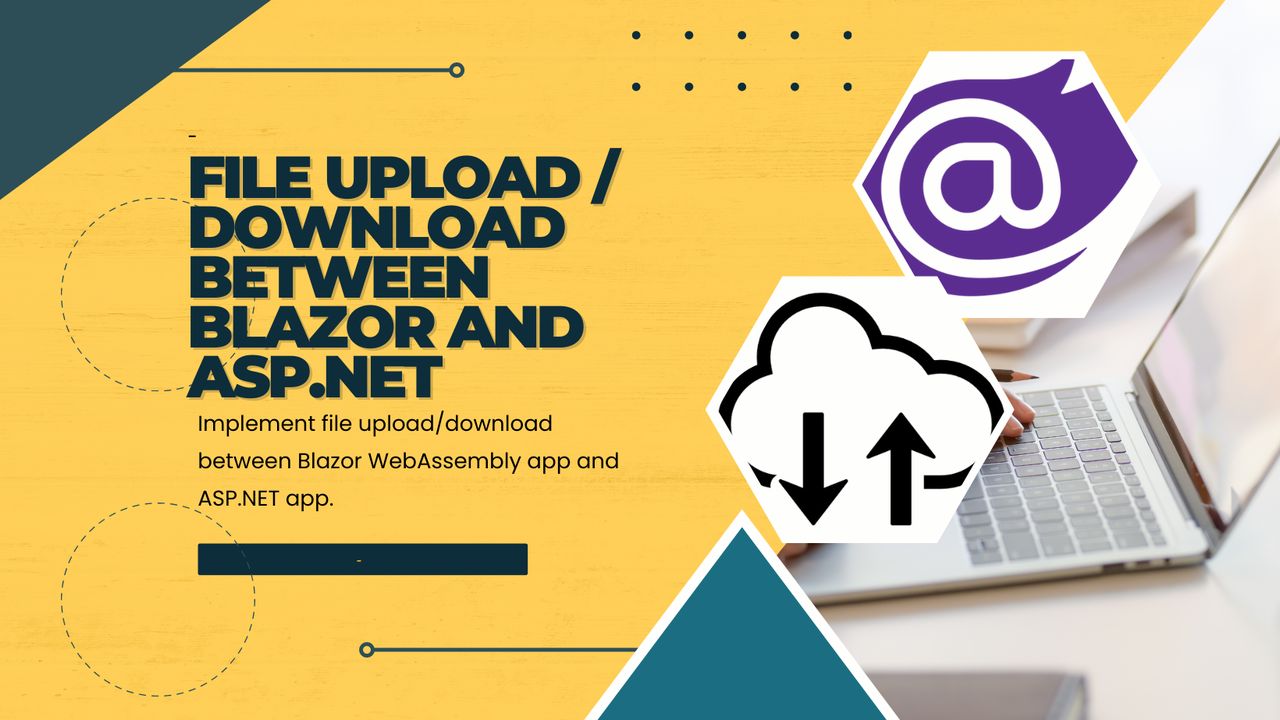 -
FILE UPLOAD /
DOWNLOAD
BETWEEN
BLAZOR AND
ASP.NET
Implement file upload/download
between Blazor WebAssembly app and
ASP.NET app.
-
@